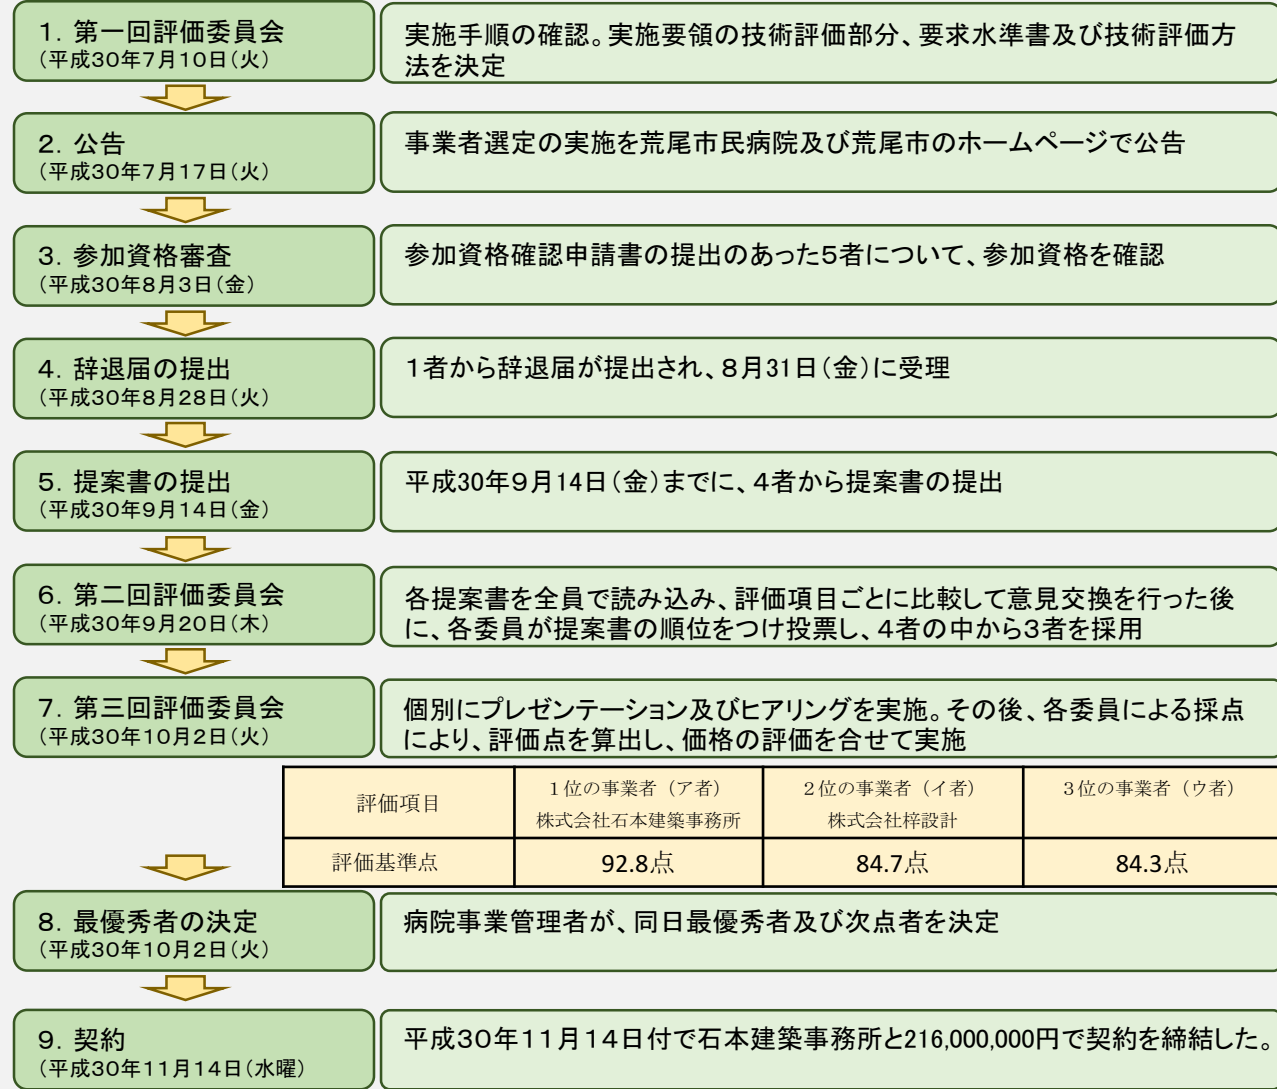 1．第一回評価委員会
（平成30年7月10日（火）
実施手順の確認。実施要領の技術評価部分、要求水準書及び技術評価方
法を決定
2．公告
（平成30年7月17日（火）
事業者選定の実施を荒尾市民病院及び荒尾市のホームページで公告
3．参加資格審査
（平成30年8月3日（金）
参加資格確認申請書の提出のあった5者について、参加資格を確認
4．辞退届の提出
（平成30年8月28日（火）
1者から辞退届が提出され、8月31日（金）に受理
5．提案書の提出
（平成30年9月14日（金）
平成30年9月14日（金）までに、4者から提案書の提出
6．第二回評価委員会
（平成30年9月20日（木）
各提案書を全員で読み込み、評価項目ごとに比較して意見交換を行った後
に、各委員が提案書の順位をつけ投票し、4者の中から3者を採用
7．第三回評価委員会
（平成30年10月2日（火）
個別にプレゼンテーション及びヒアリングを実施。その後、各委員による採点
により、評価点を算出し、価格の評価を合せて実施
評価項目
1位の事業者（ア者）
株式会社石本建築事務所
2位の事業者（イ者）
株式会社梓設計
3位の事業者（ウ者）
評価基準点
92.8点
84.7点
84.3点
8．最優秀者の決定
（平成30年10月2日（火）
病院事業管理者が、同日最優秀者及び次点者を決定
9．契約
（平成30年11月14日（水曜）
平成30年11月14日付で石本建築事務所と216,000,000円で契約を締結した。